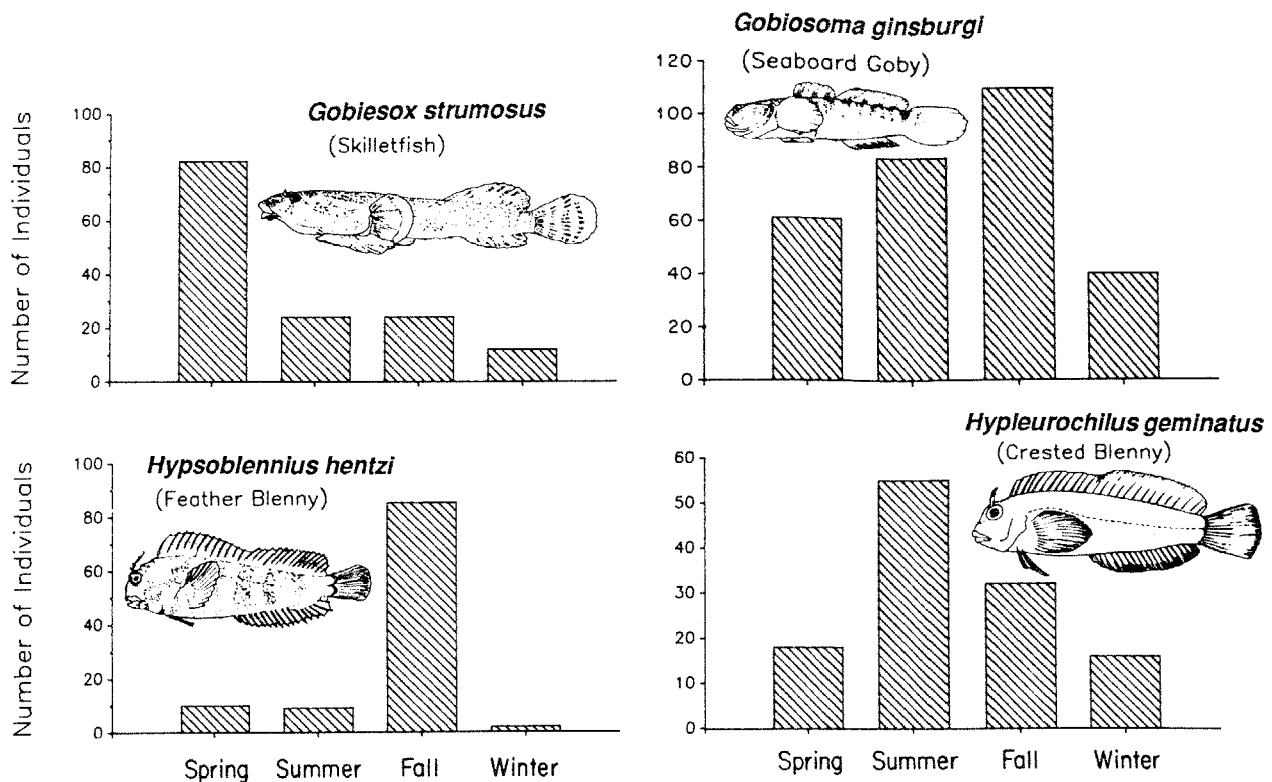 Gobiesox strumosus
(Skilletfish)
Number of Individuals
100
80
60
40
20
0
Gobiosoma ginsburgi
(Seaboard Goby)
120
100
80
60
40
20
0
Hypsoblennius hentzi
(Feather Blenny)
Number of Individuals
100
80
60
40
20
0
Spring Summer Fall Winter
Hypleurochilus geminatus
(Crested Blenny)
60
50
40
30
20
10
0
Spring Summer Fall Winter